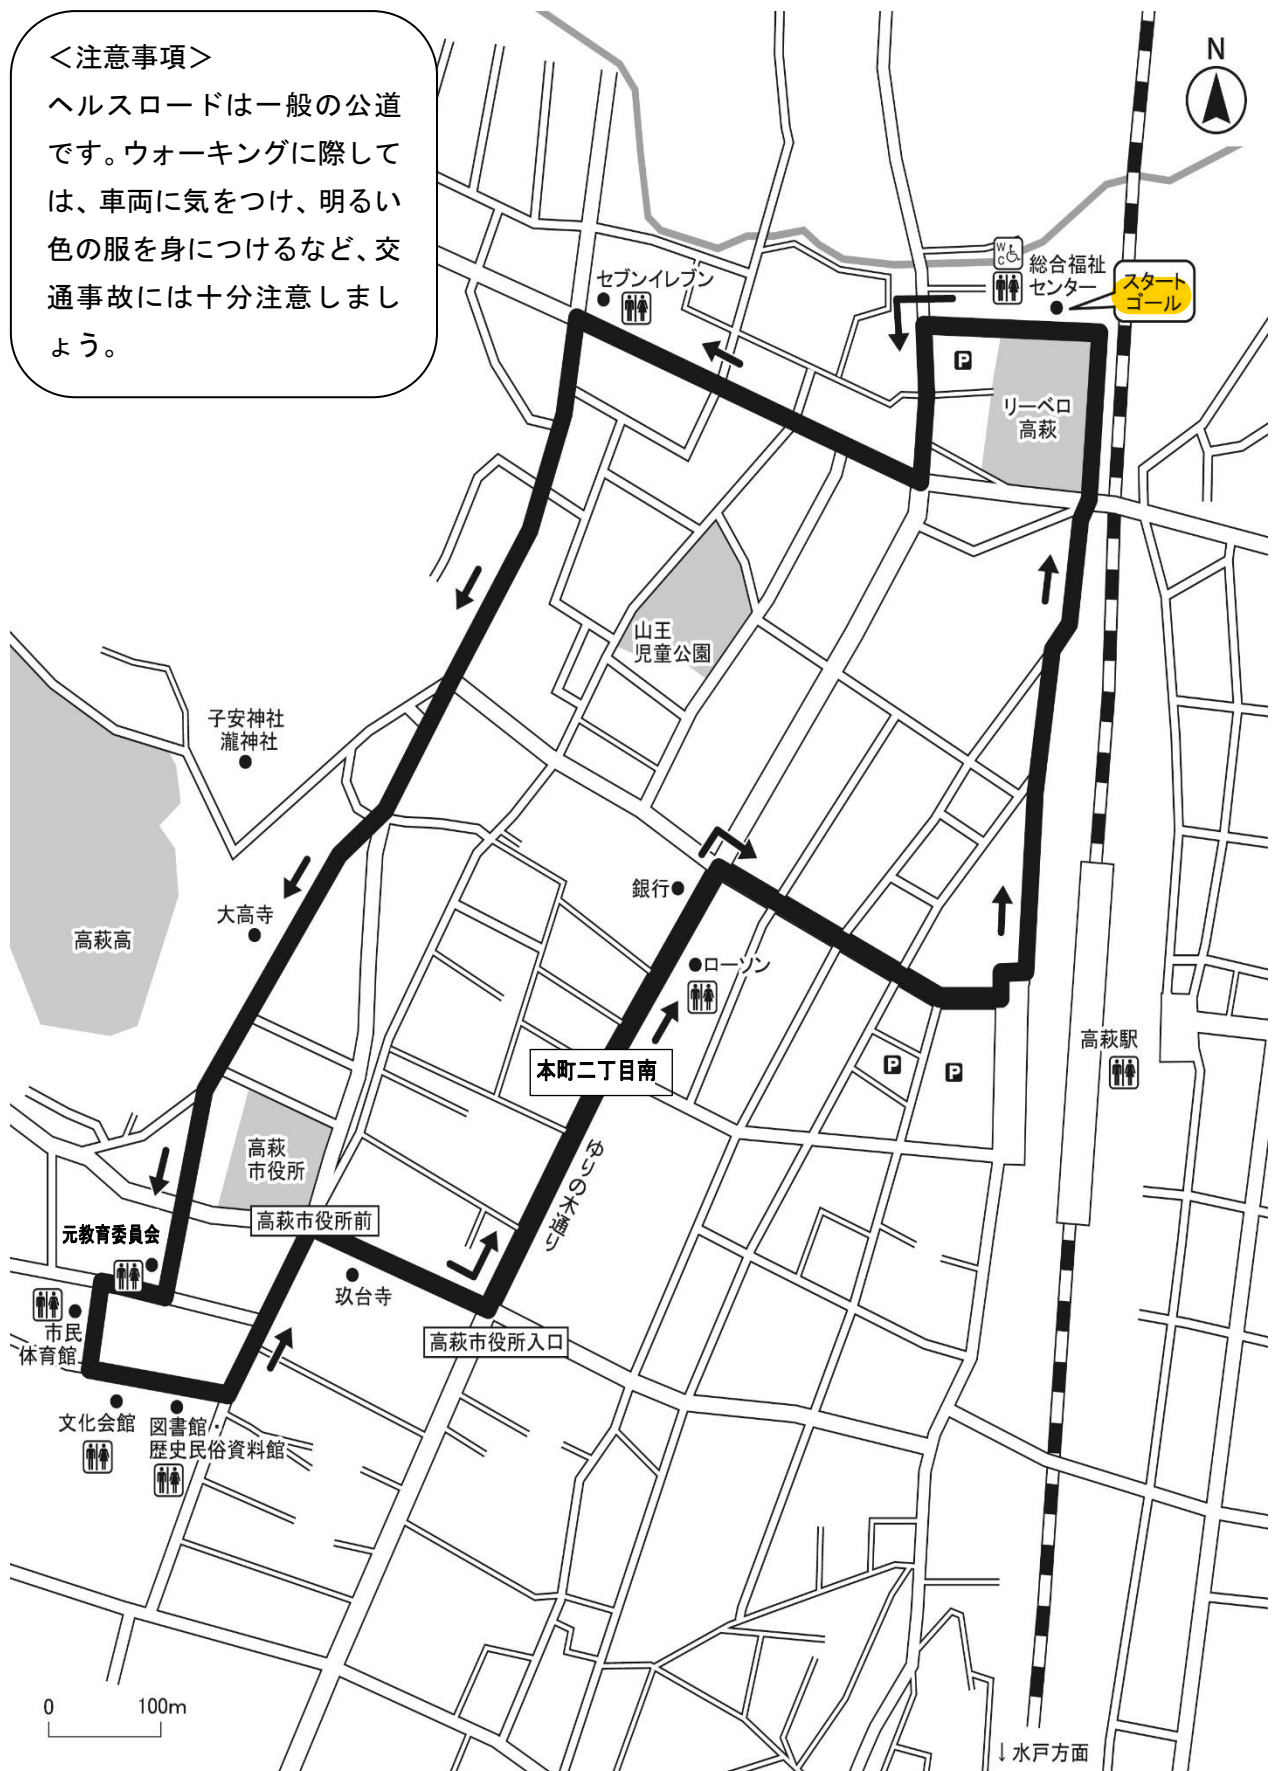 ＜注意事項＞
ヘルスロードは一般の公道
です。ウォーキングに際して
は、車両に気をつけ、明るい
色の服を身につけるなど、交
通事故には十分注意しまし
ょう。
N
WC
総合福祉
センター
スタート
ゴール
セブンイレブン
P
リーベロ
高萩
山王
児童公園
子安神社
瀧神社
銀行
大高寺
高萩高
ローソン
高萩駅
本町二丁目南
P
P
ゆりの木通り
高萩
市役所
高萩市役所前
元教育委員会
玖台寺
市民
体育館
高萩市役所入口
文化会館
図書館・
歴史民俗資料館
0 100m
↓水戸方面